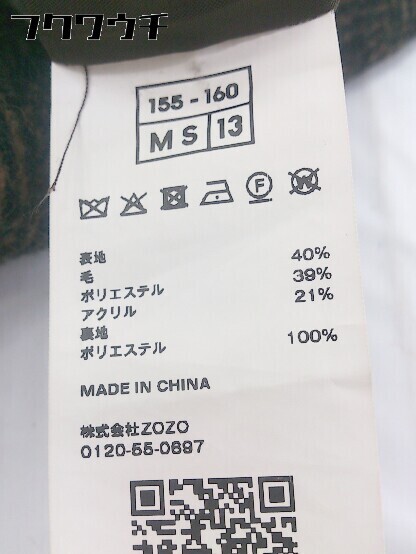 フクワウチ
155 - 160
M S 13
F W
表地
毛 40%
ポリエステル 39%
アクリル 21%
裏地
ポリエステル 100%
MADE IN CHINA
株式会社ZOZO
0120-55-0697